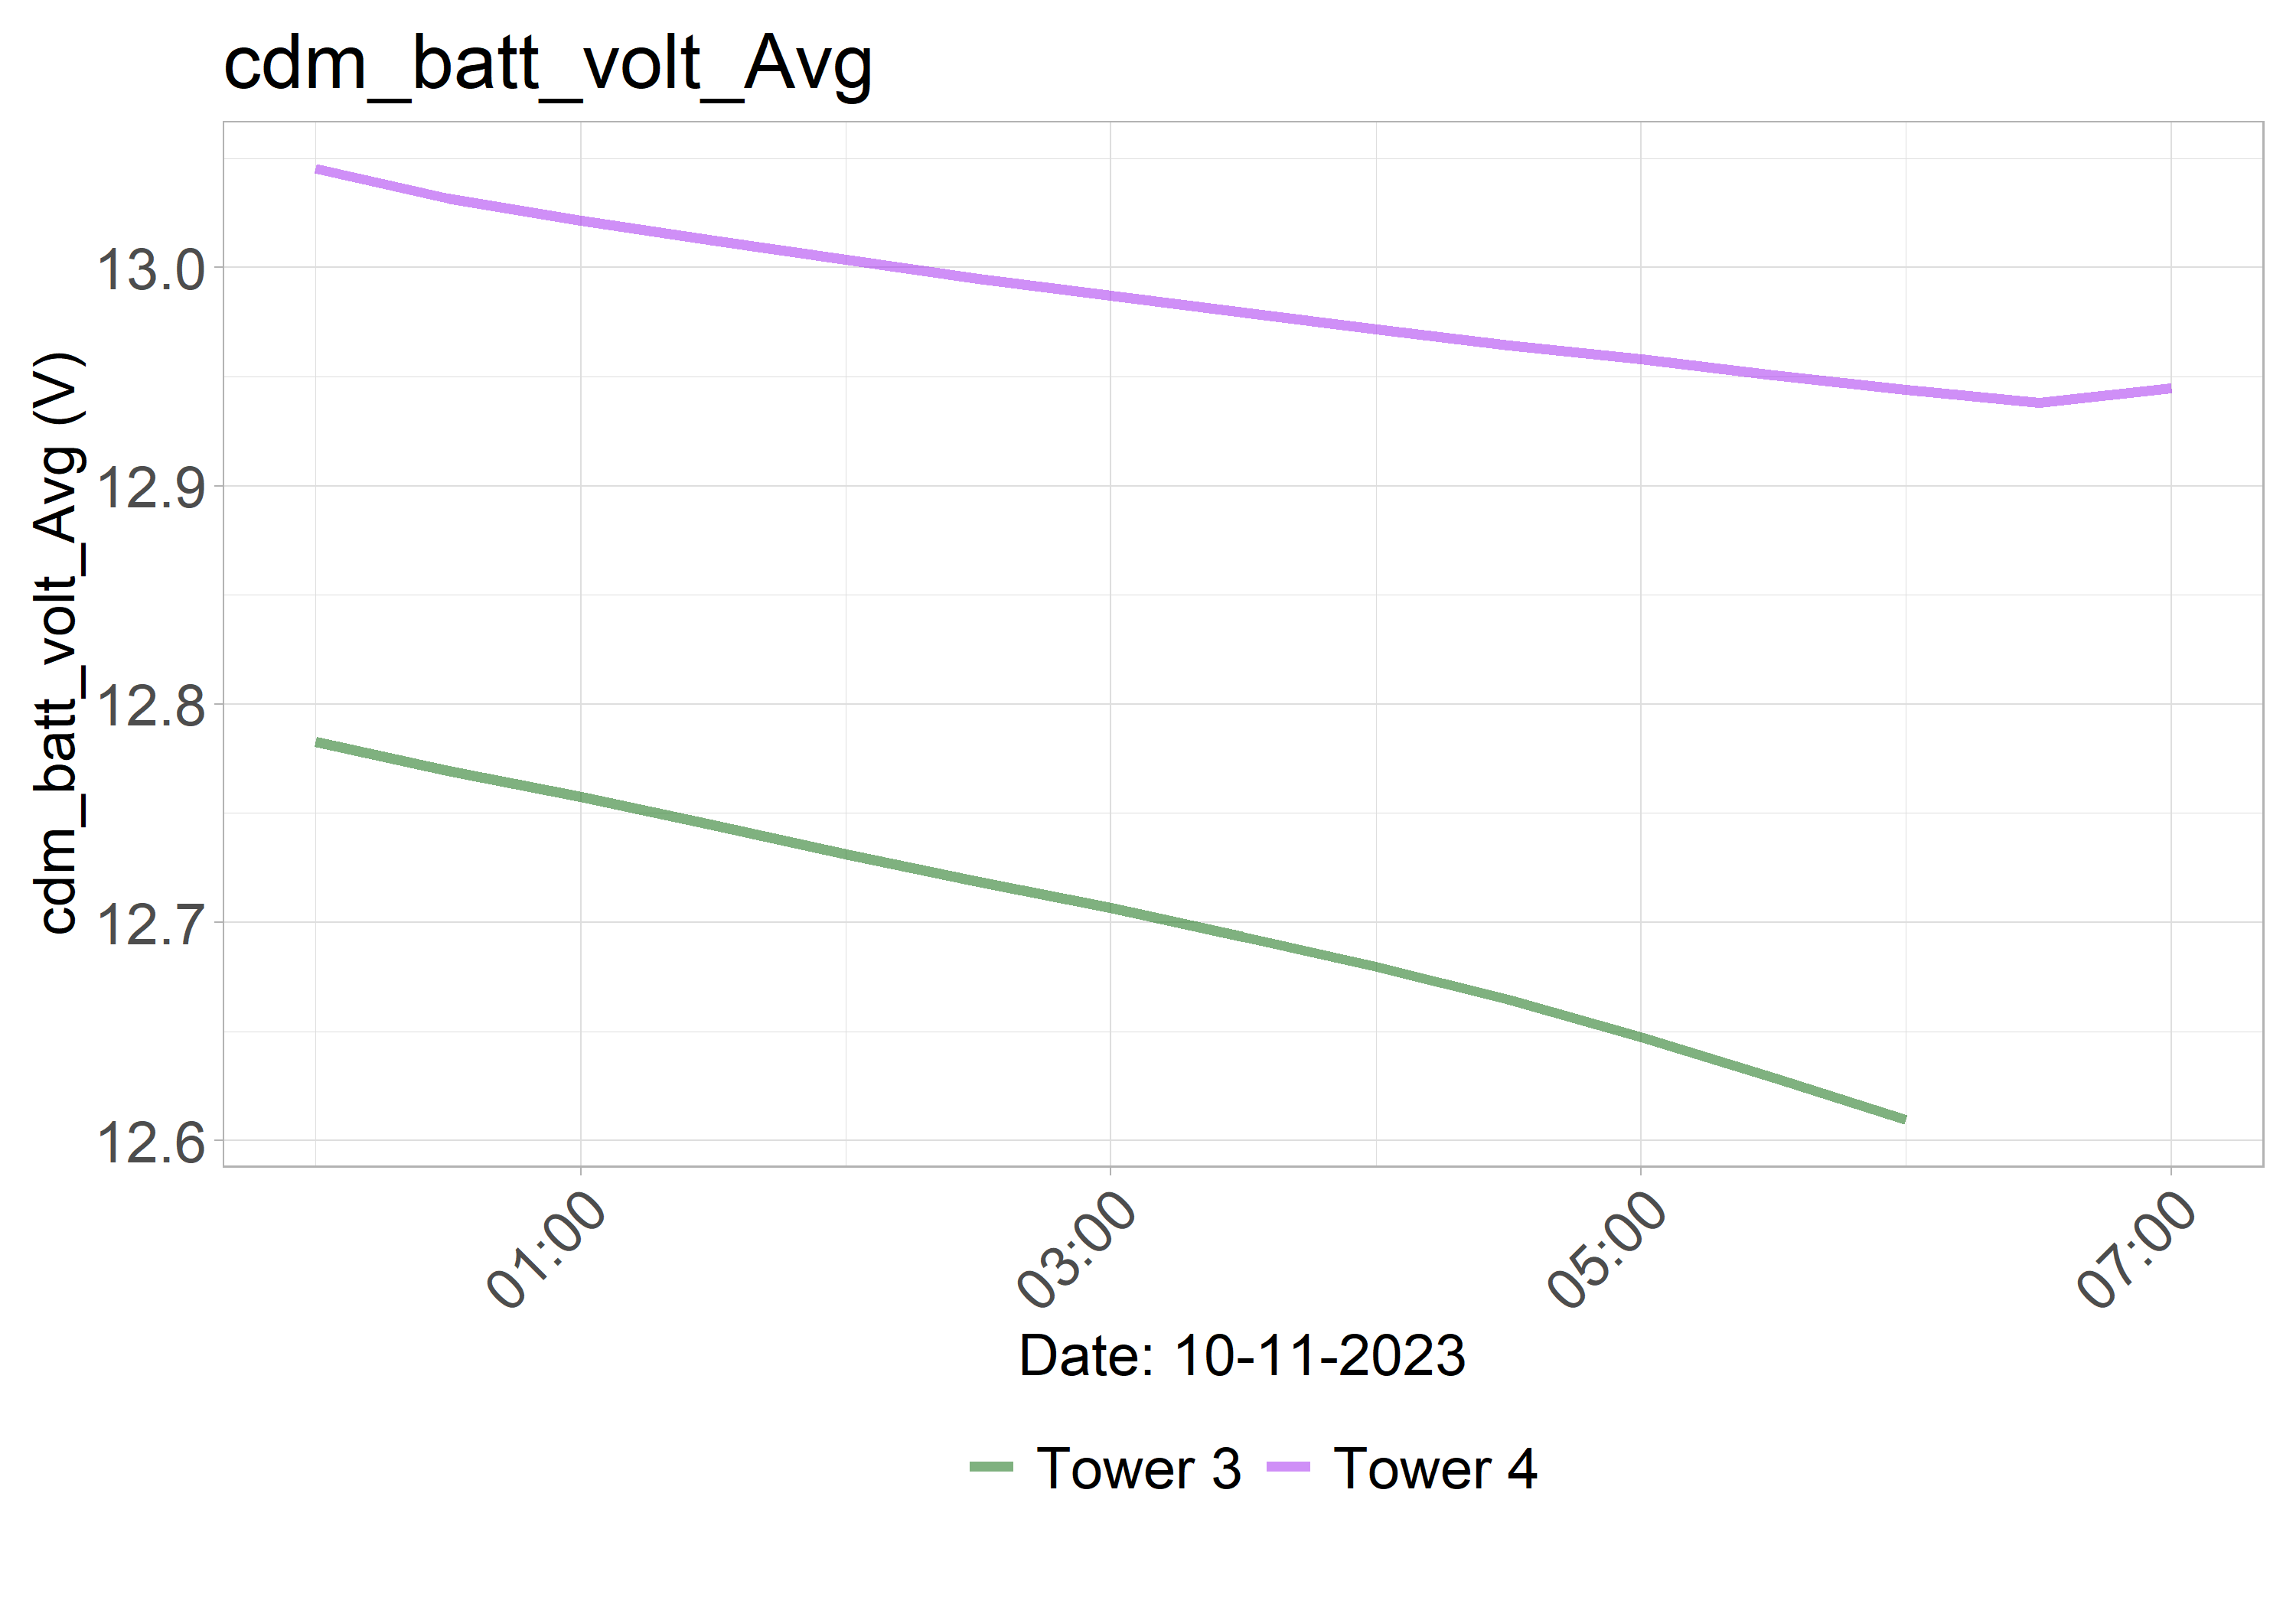 cdm_batt_volt_Avg
cdm_batt_volt_Avg (V)
13.0
12.9
12.8
12.7
12.6
01:00
03:00
05:00
07:00
Date: 10-11-2023
Tower 3
Tower 4